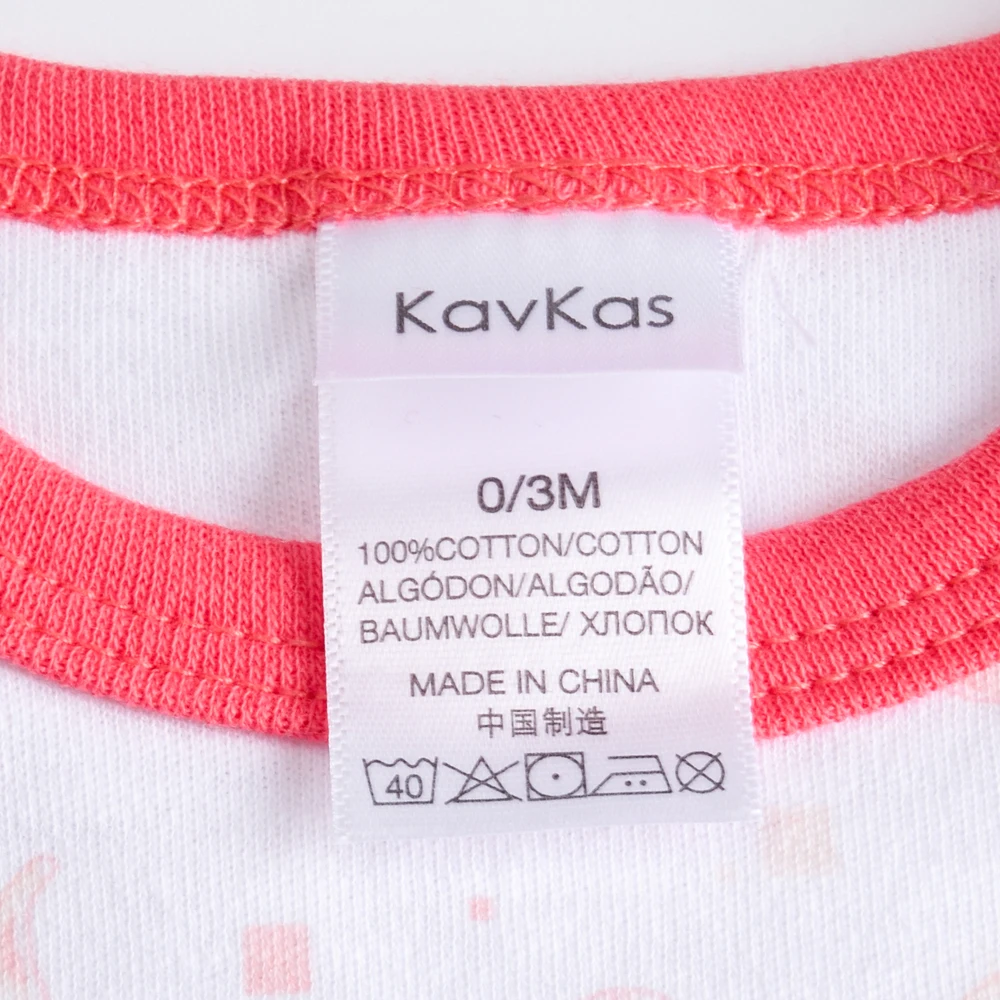 KavKas
0/3M
100%COTTON/COTTON
ALGÓDON/ALGODÃO/
BAUMWOLLE/ ХЛОПОК
MADE IN CHINA
中国制造
40